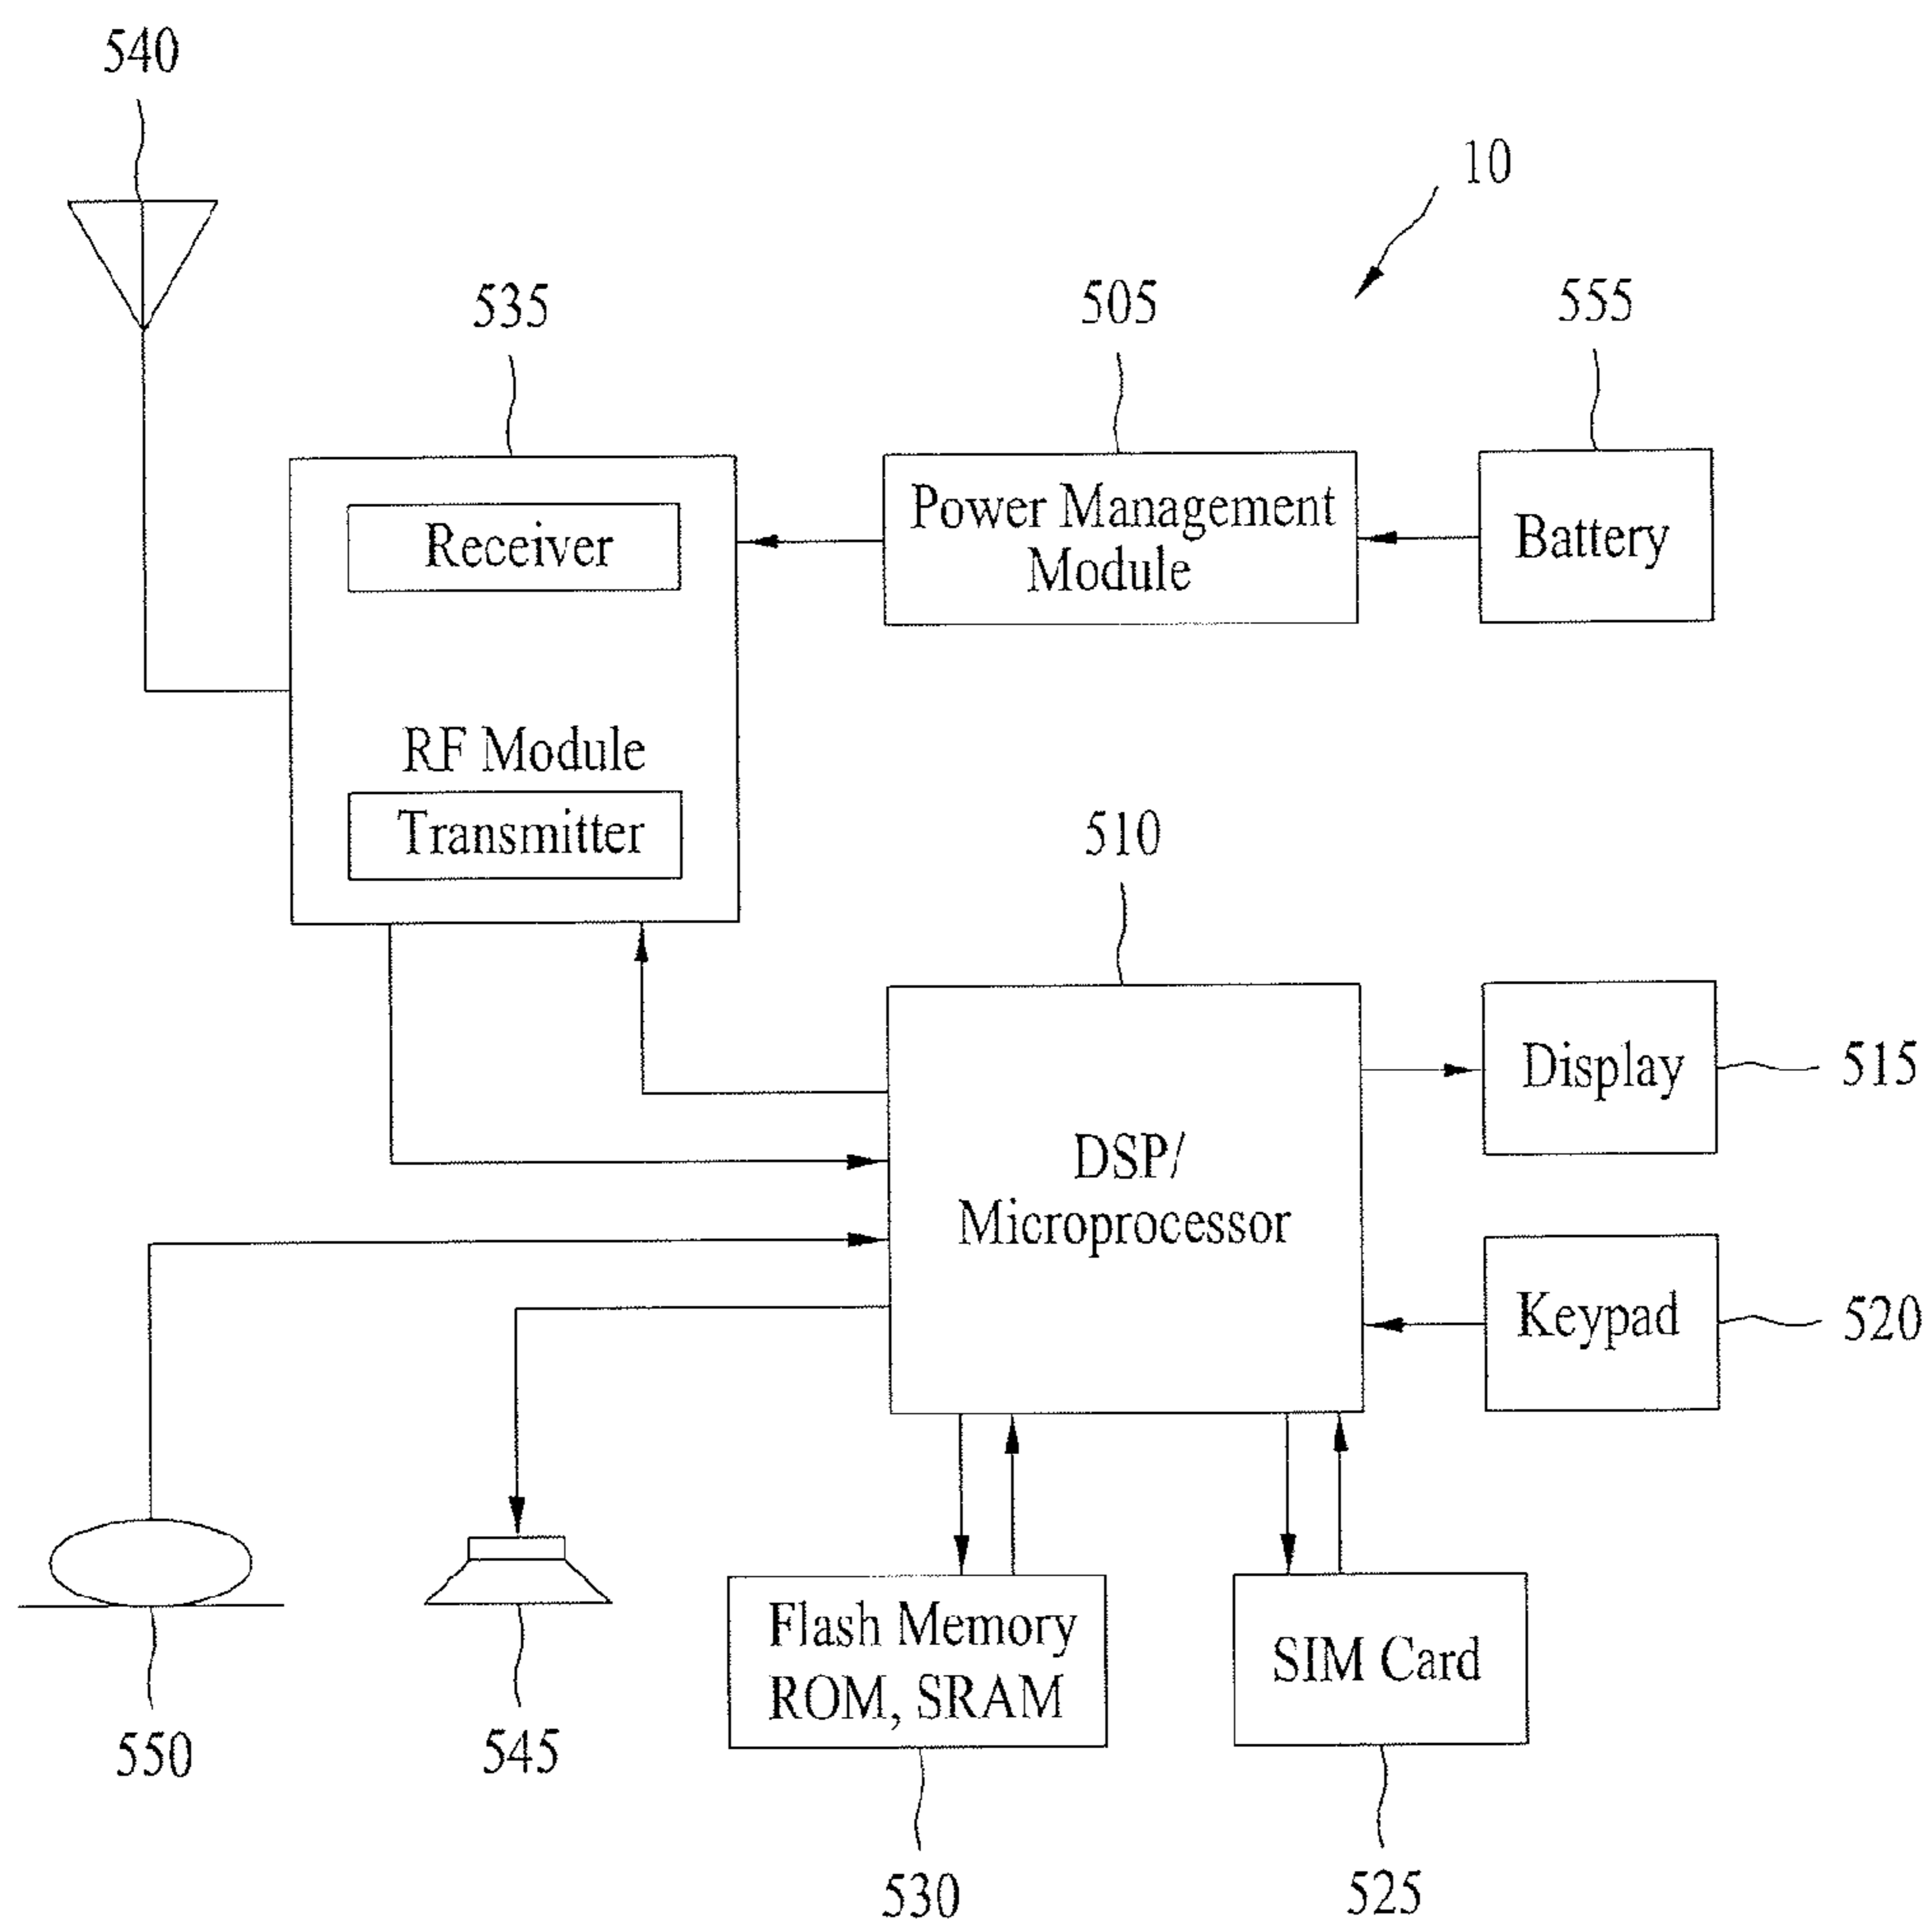 540
10
535
505
555
Receiver
RF Module
Transmitter
Power Management
Module
Battery
510
DSP/
Microprocessor
Display
515
Keypad
520
550
545
Flash Memory
ROM, SRAM
530
SIM Card
525